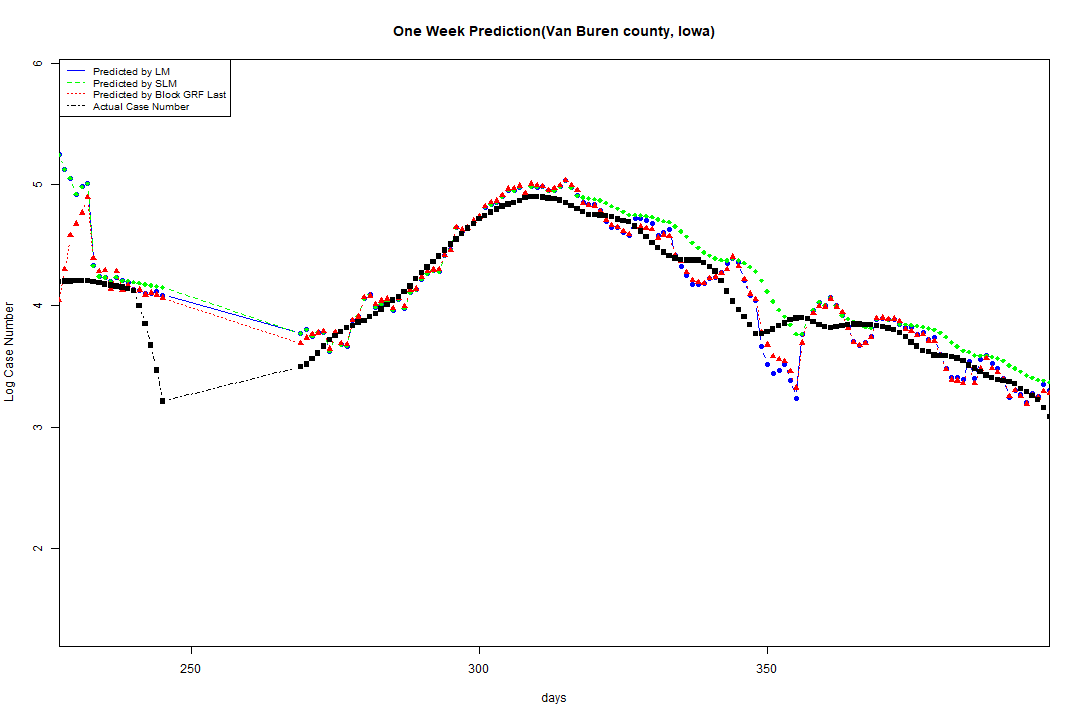 One Week Prediction(Van Buren county, Iowa)
Predicted by LM
Predicted by SLM
Predicted by Block GRF Last
Actual Case Number
6
5
4
3
2
Log Case Number
250
300
350
days